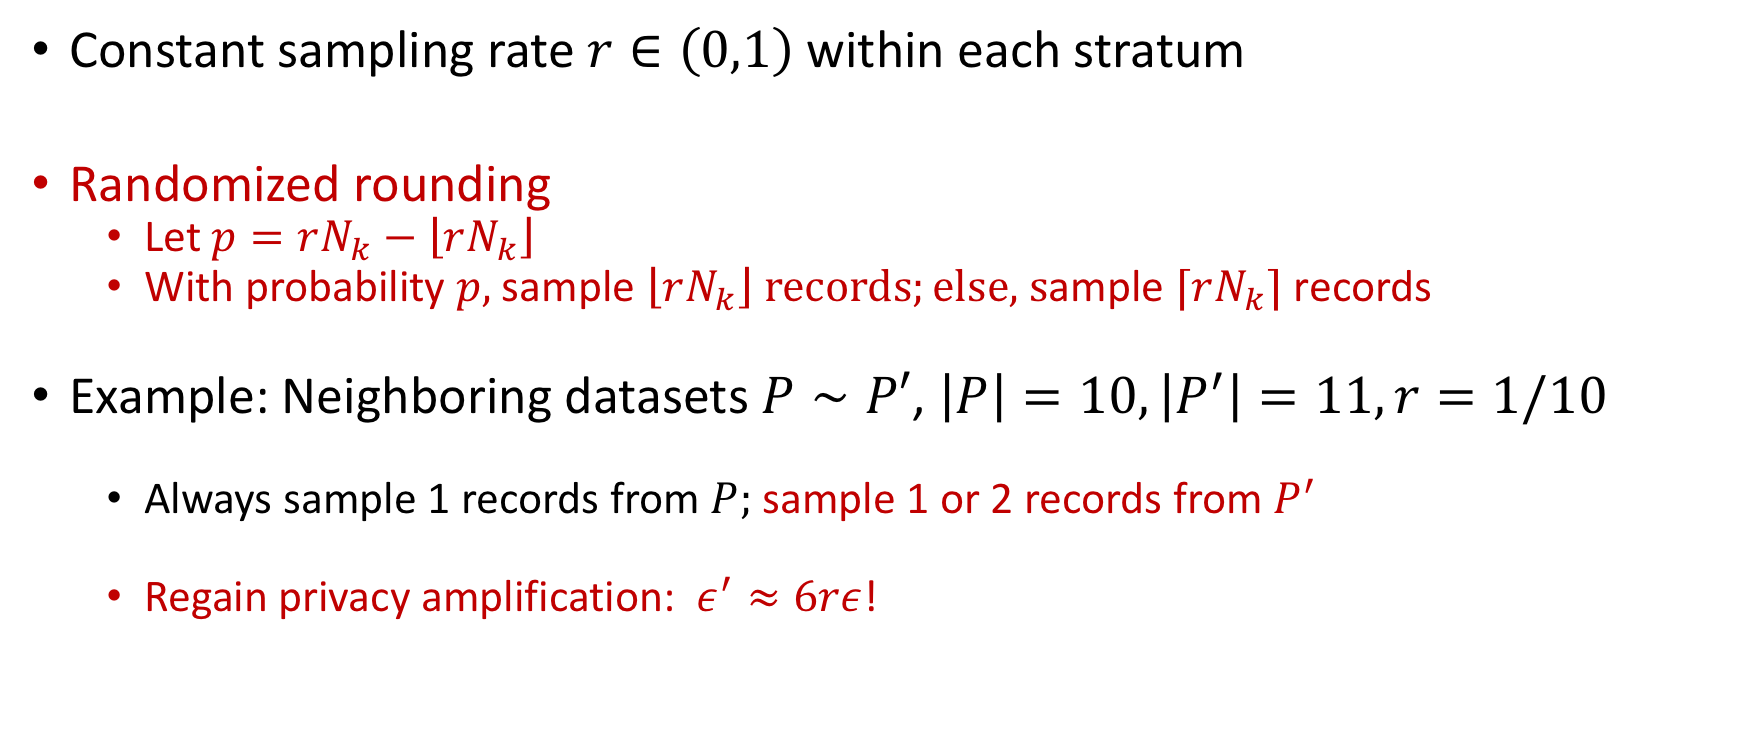 • Constant sampling rate r ∈ (0,1) within each stratum
• Randomized rounding
• Let p = rN_k − ⌊rN_k⌋
• With probability p, sample ⌊rN_k⌋ records; else, sample ⌈rN_k⌉ records
• Example: Neighboring datasets P ~ P′, |P| = 10, |P′| = 11, r = 1/10
• Always sample 1 records from P; sample 1 or 2 records from P′
• Regain privacy amplification: ϵ′ ≈ 6rϵ!